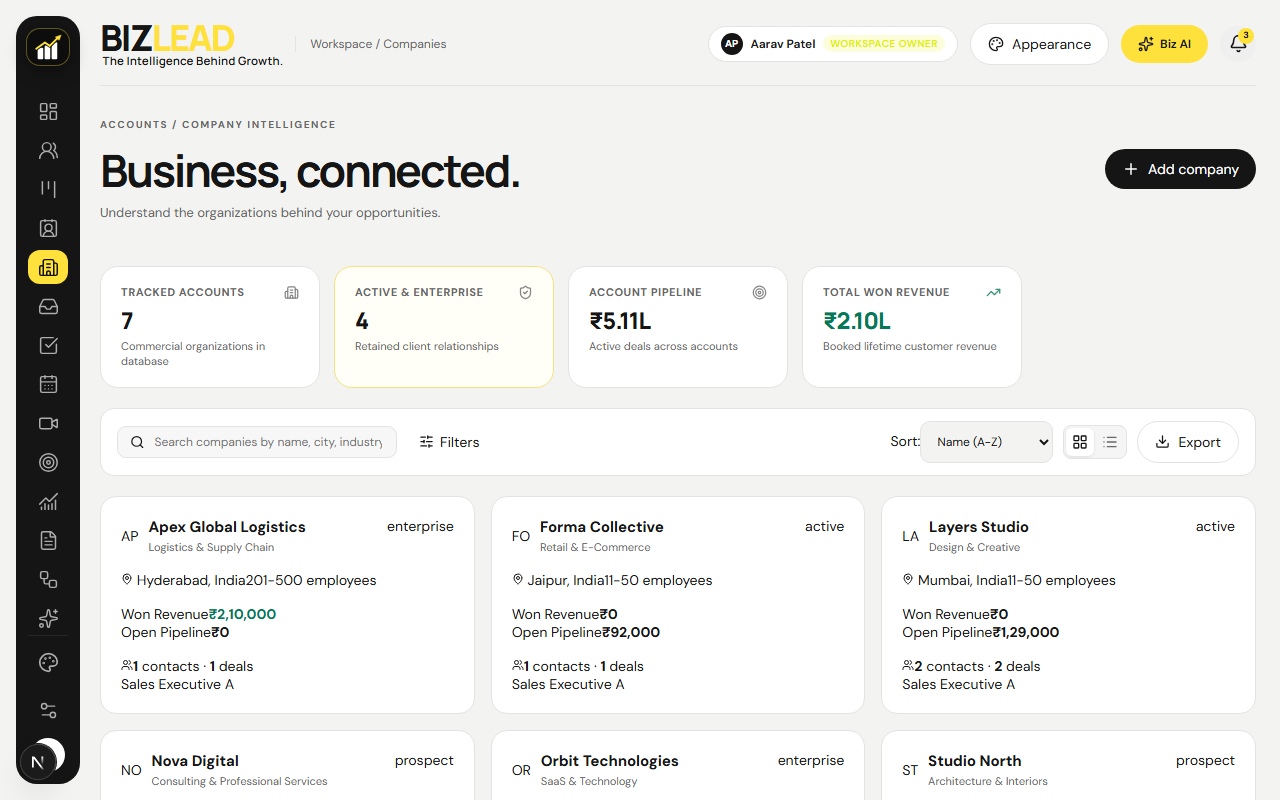 BIZLEAD
The Intelligence Behind Growth.
Workspace / Companies
AP Aarav Patel WORKSPACE OWNER
Appearance
Biz AI
3
ACCOUNTS / COMPANY INTELLIGENCE
Business, connected.
Understand the organizations behind your opportunities.
+ Add company
TRACKED ACCOUNTS
7
Commercial organizations in
database
ACTIVE & ENTERPRISE
4
Retained client relationships
ACCOUNT PIPELINE
₹5.11L
Active deals across accounts
TOTAL WON REVENUE
₹2.10L
Booked lifetime customer revenue
Search companies by name, city, industry
Filters
Sort: Name (A-Z)
Export
AP Apex Global Logistics enterprise
Logistics & Supply Chain
Hyderabad, India201-500 employees
Won Revenue₹2,10,000
Open Pipeline₹0
1 contacts · 1 deals
Sales Executive A
FO Forma Collective active
Retail & E-Commerce
Jaipur, India11-50 employees
Won Revenue₹0
Open Pipeline₹92,000
1 contacts · 1 deals
Sales Executive A
LA Layers Studio active
Design & Creative
Mumbai, India11-50 employees
Won Revenue₹0
Open Pipeline₹1,29,000
2 contacts · 2 deals
Sales Executive A
NO Nova Digital prospect
Consulting & Professional Services
OR Orbit Technologies enterprise
SaaS & Technology
ST Studio North prospect
Architecture & Interiors
N